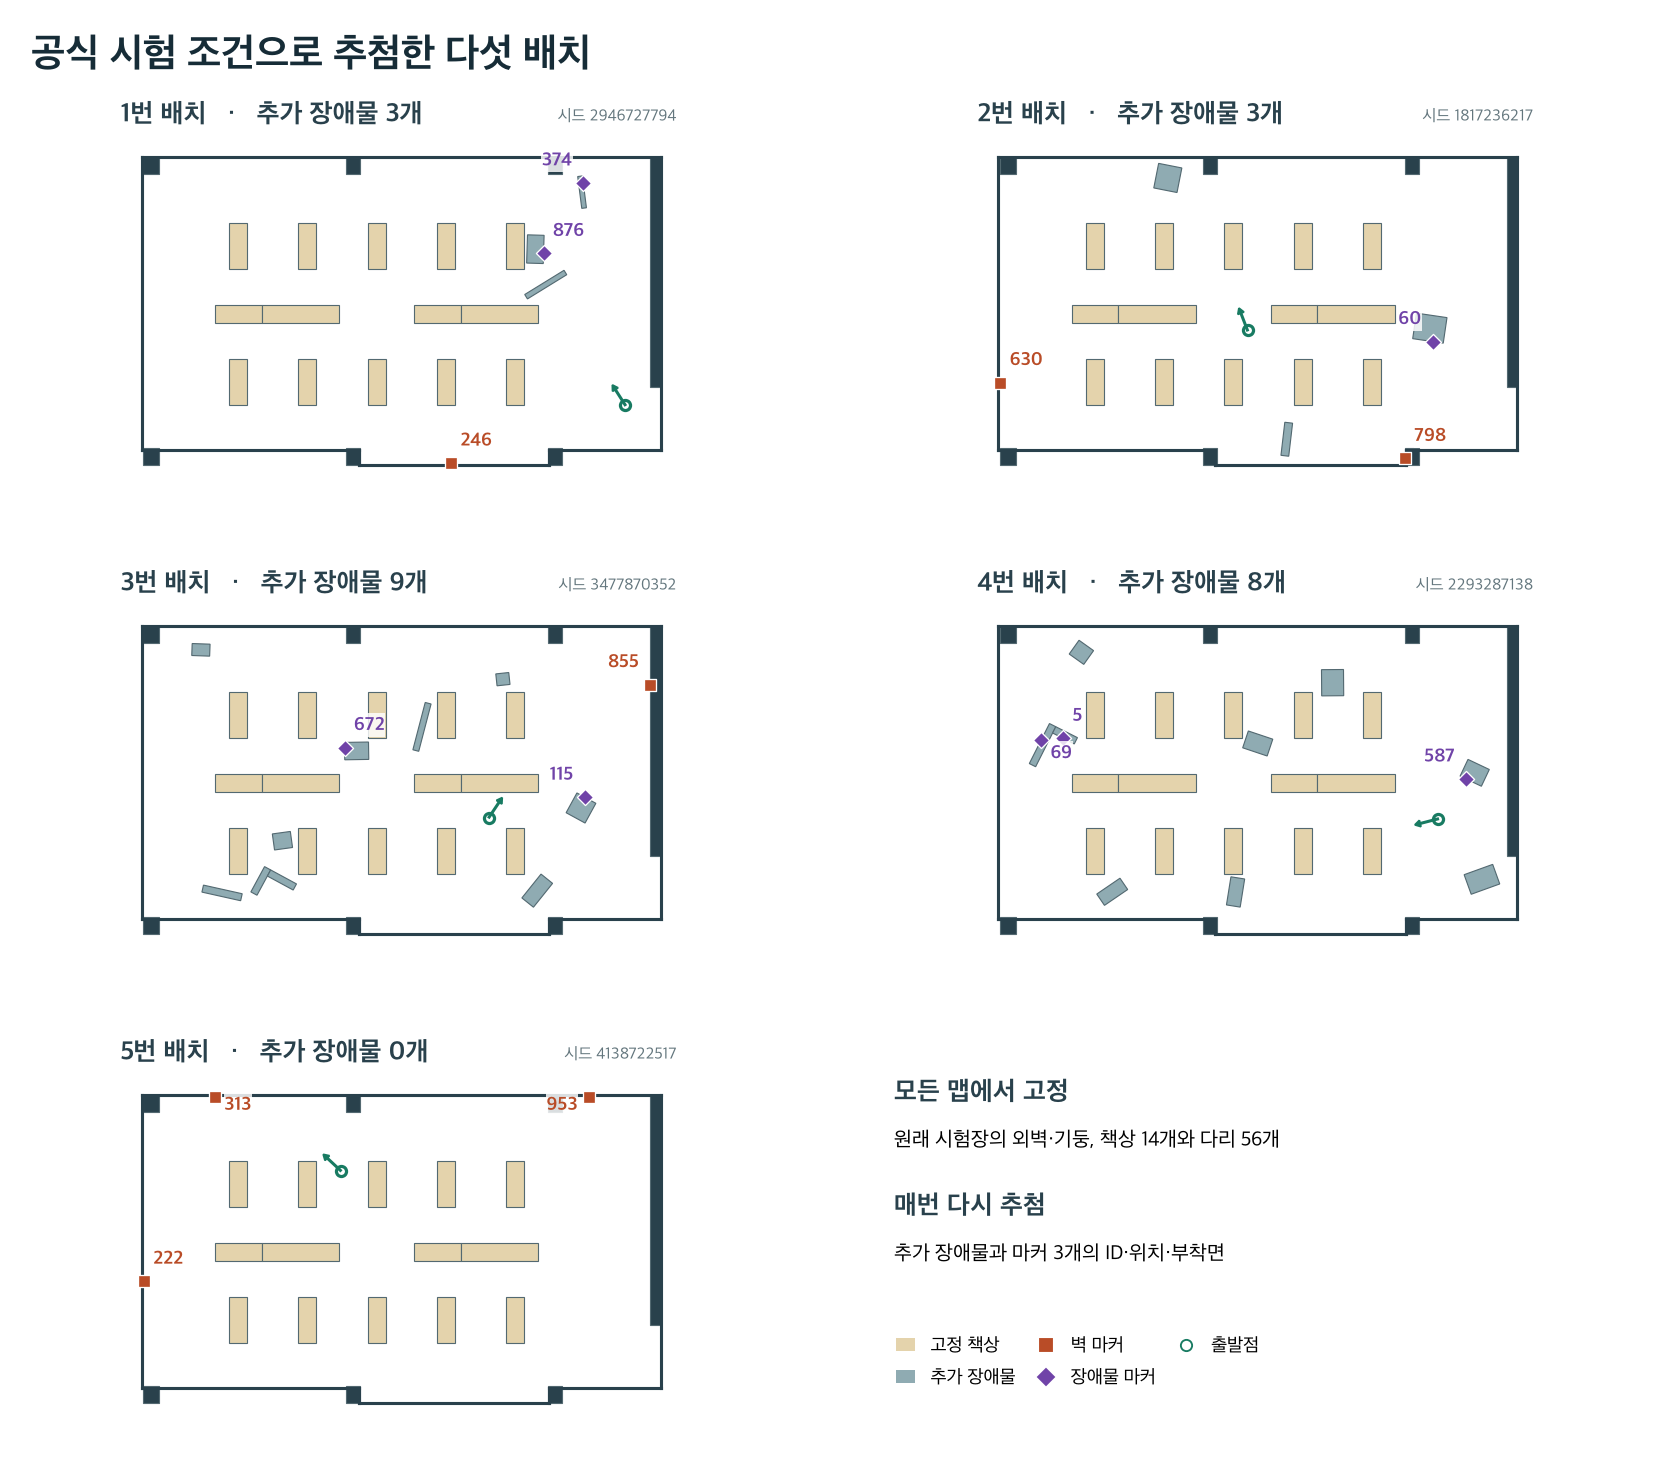 공식 시험 조건으로 추첨한 다섯 배치
1번 배치 · 추가 장애물 3개
시드 2946727794
374
876
246
2번 배치 · 추가 장애물 3개
시드 1817236217
60
630
798
3번 배치 · 추가 장애물 9개
시드 3477870352
855
672
115
4번 배치 · 추가 장애물 8개
시드 2293287138
5
69
587
5번 배치 · 추가 장애물 0개
시드 4138722517
313
953
222
모든 맵에서 고정
원래 시험장의 외벽·기둥, 책상 14개와 다리 56개
매번 다시 추첨
추가 장애물과 마커 3개의 ID·위치·부착면
고정 책상
벽 마커
출발점
추가 장애물
장애물 마커